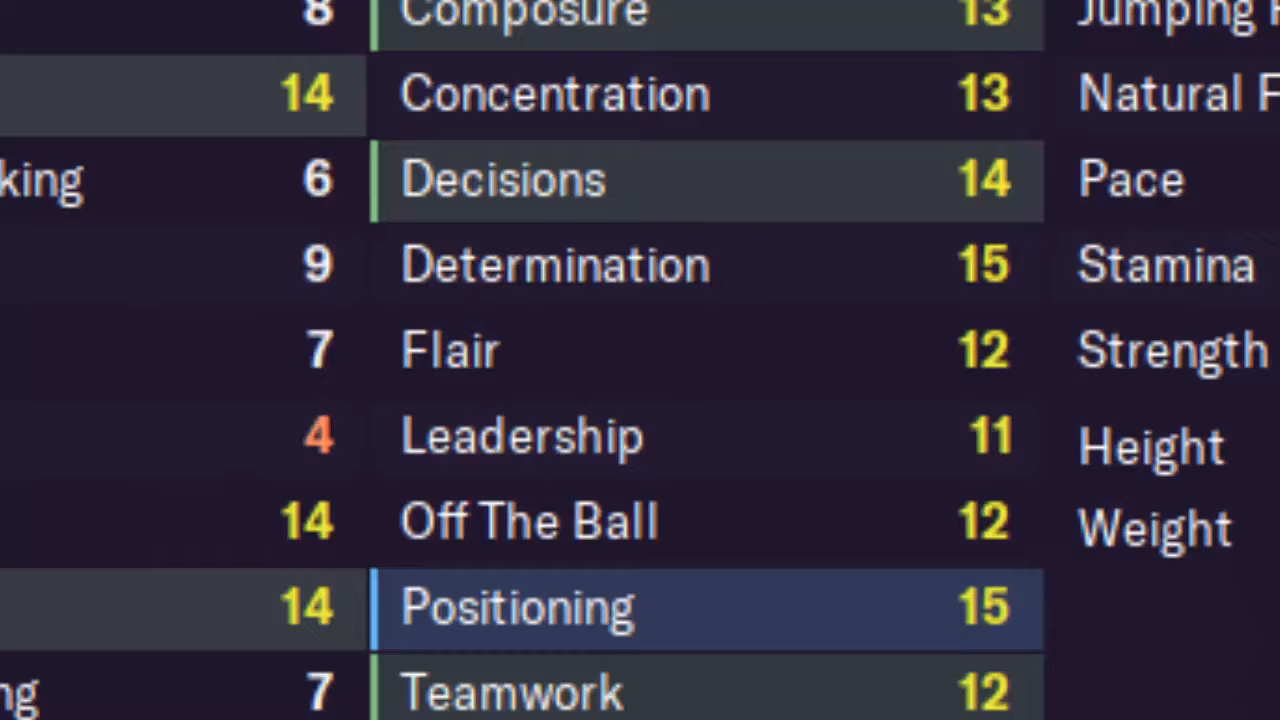 8 Composure 13 Jumping
14 Concentration 13 Natural
king 6 Decisions 14 Pace
9 Determination 15 Stamina
7 Flair 12 Strength
4 Leadership 11 Height
14 Off The Ball 12 Weight
14 Positioning 15
ng 7 Teamwork 12